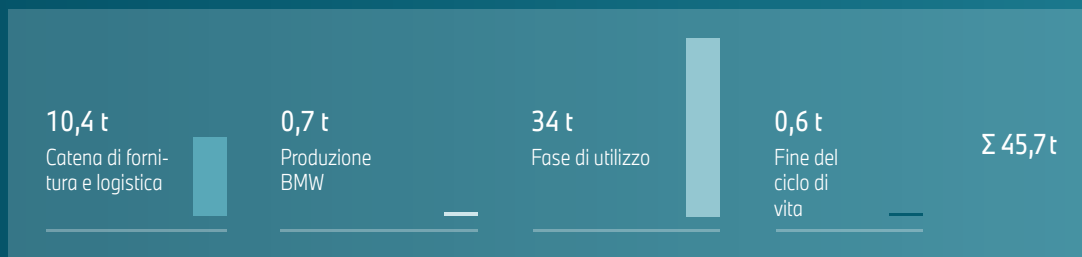 10,4 t
Catena di forni-
tura e logistica
0,7 t
Produzione
BMW
34 t
Fase di utilizzo
0,6 t
Fine del
ciclo di
vita
Σ 45,7 t